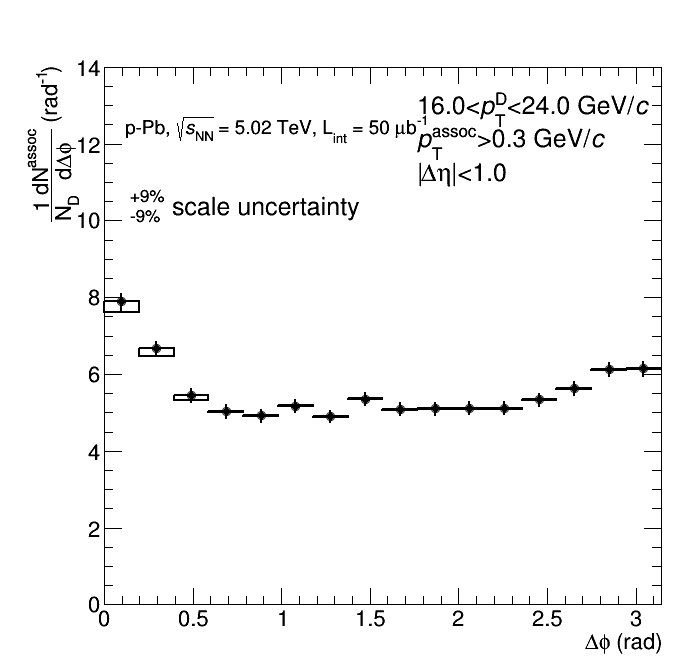 14
12
10
8
6
4
2
0
1 dN^assoc
N_D dΔφ (rad^-1)
16.0<p_T^D<24.0 GeV/c
p-Pb, √s_NN = 5.02 TeV, L_int = 50 μb^-1
p_T^assoc>0.3 GeV/c
|Δη|<1.0
+9%
-9% scale uncertainty
0 0.5 1 1.5 2 2.5 3
Δφ (rad)